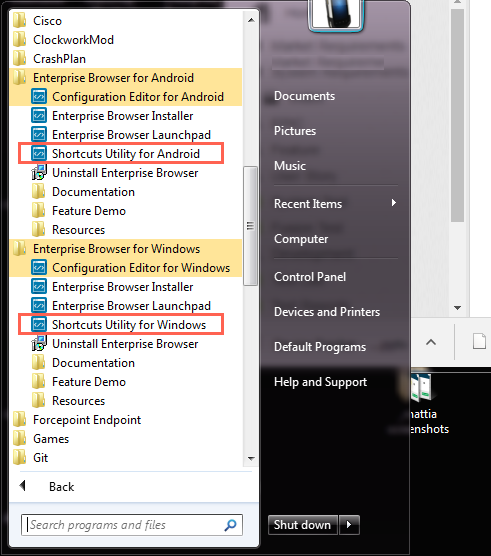 Cisco
ClockworkMod
CrashPlan
Enterprise Browser for Android
Configuration Editor for Android
Enterprise Browser Installer
Enterprise Browser Launchpad
Shortcuts Utility for Android
Uninstall Enterprise Browser
Documentation
Feature Demo
Resources
Enterprise Browser for Windows
Configuration Editor for Windows
Enterprise Browser Installer
Enterprise Browser Launchpad
Shortcuts Utility for Windows
Uninstall Enterprise Browser
Documentation
Feature Demo
Resources
Forcepoint Endpoint
Games
Git
Back
Search programs and files
Documents
Pictures
Music
Recent Items
Computer
Control Panel
Devices and Printers
Default Programs
Help and Support
Shut down
mattia